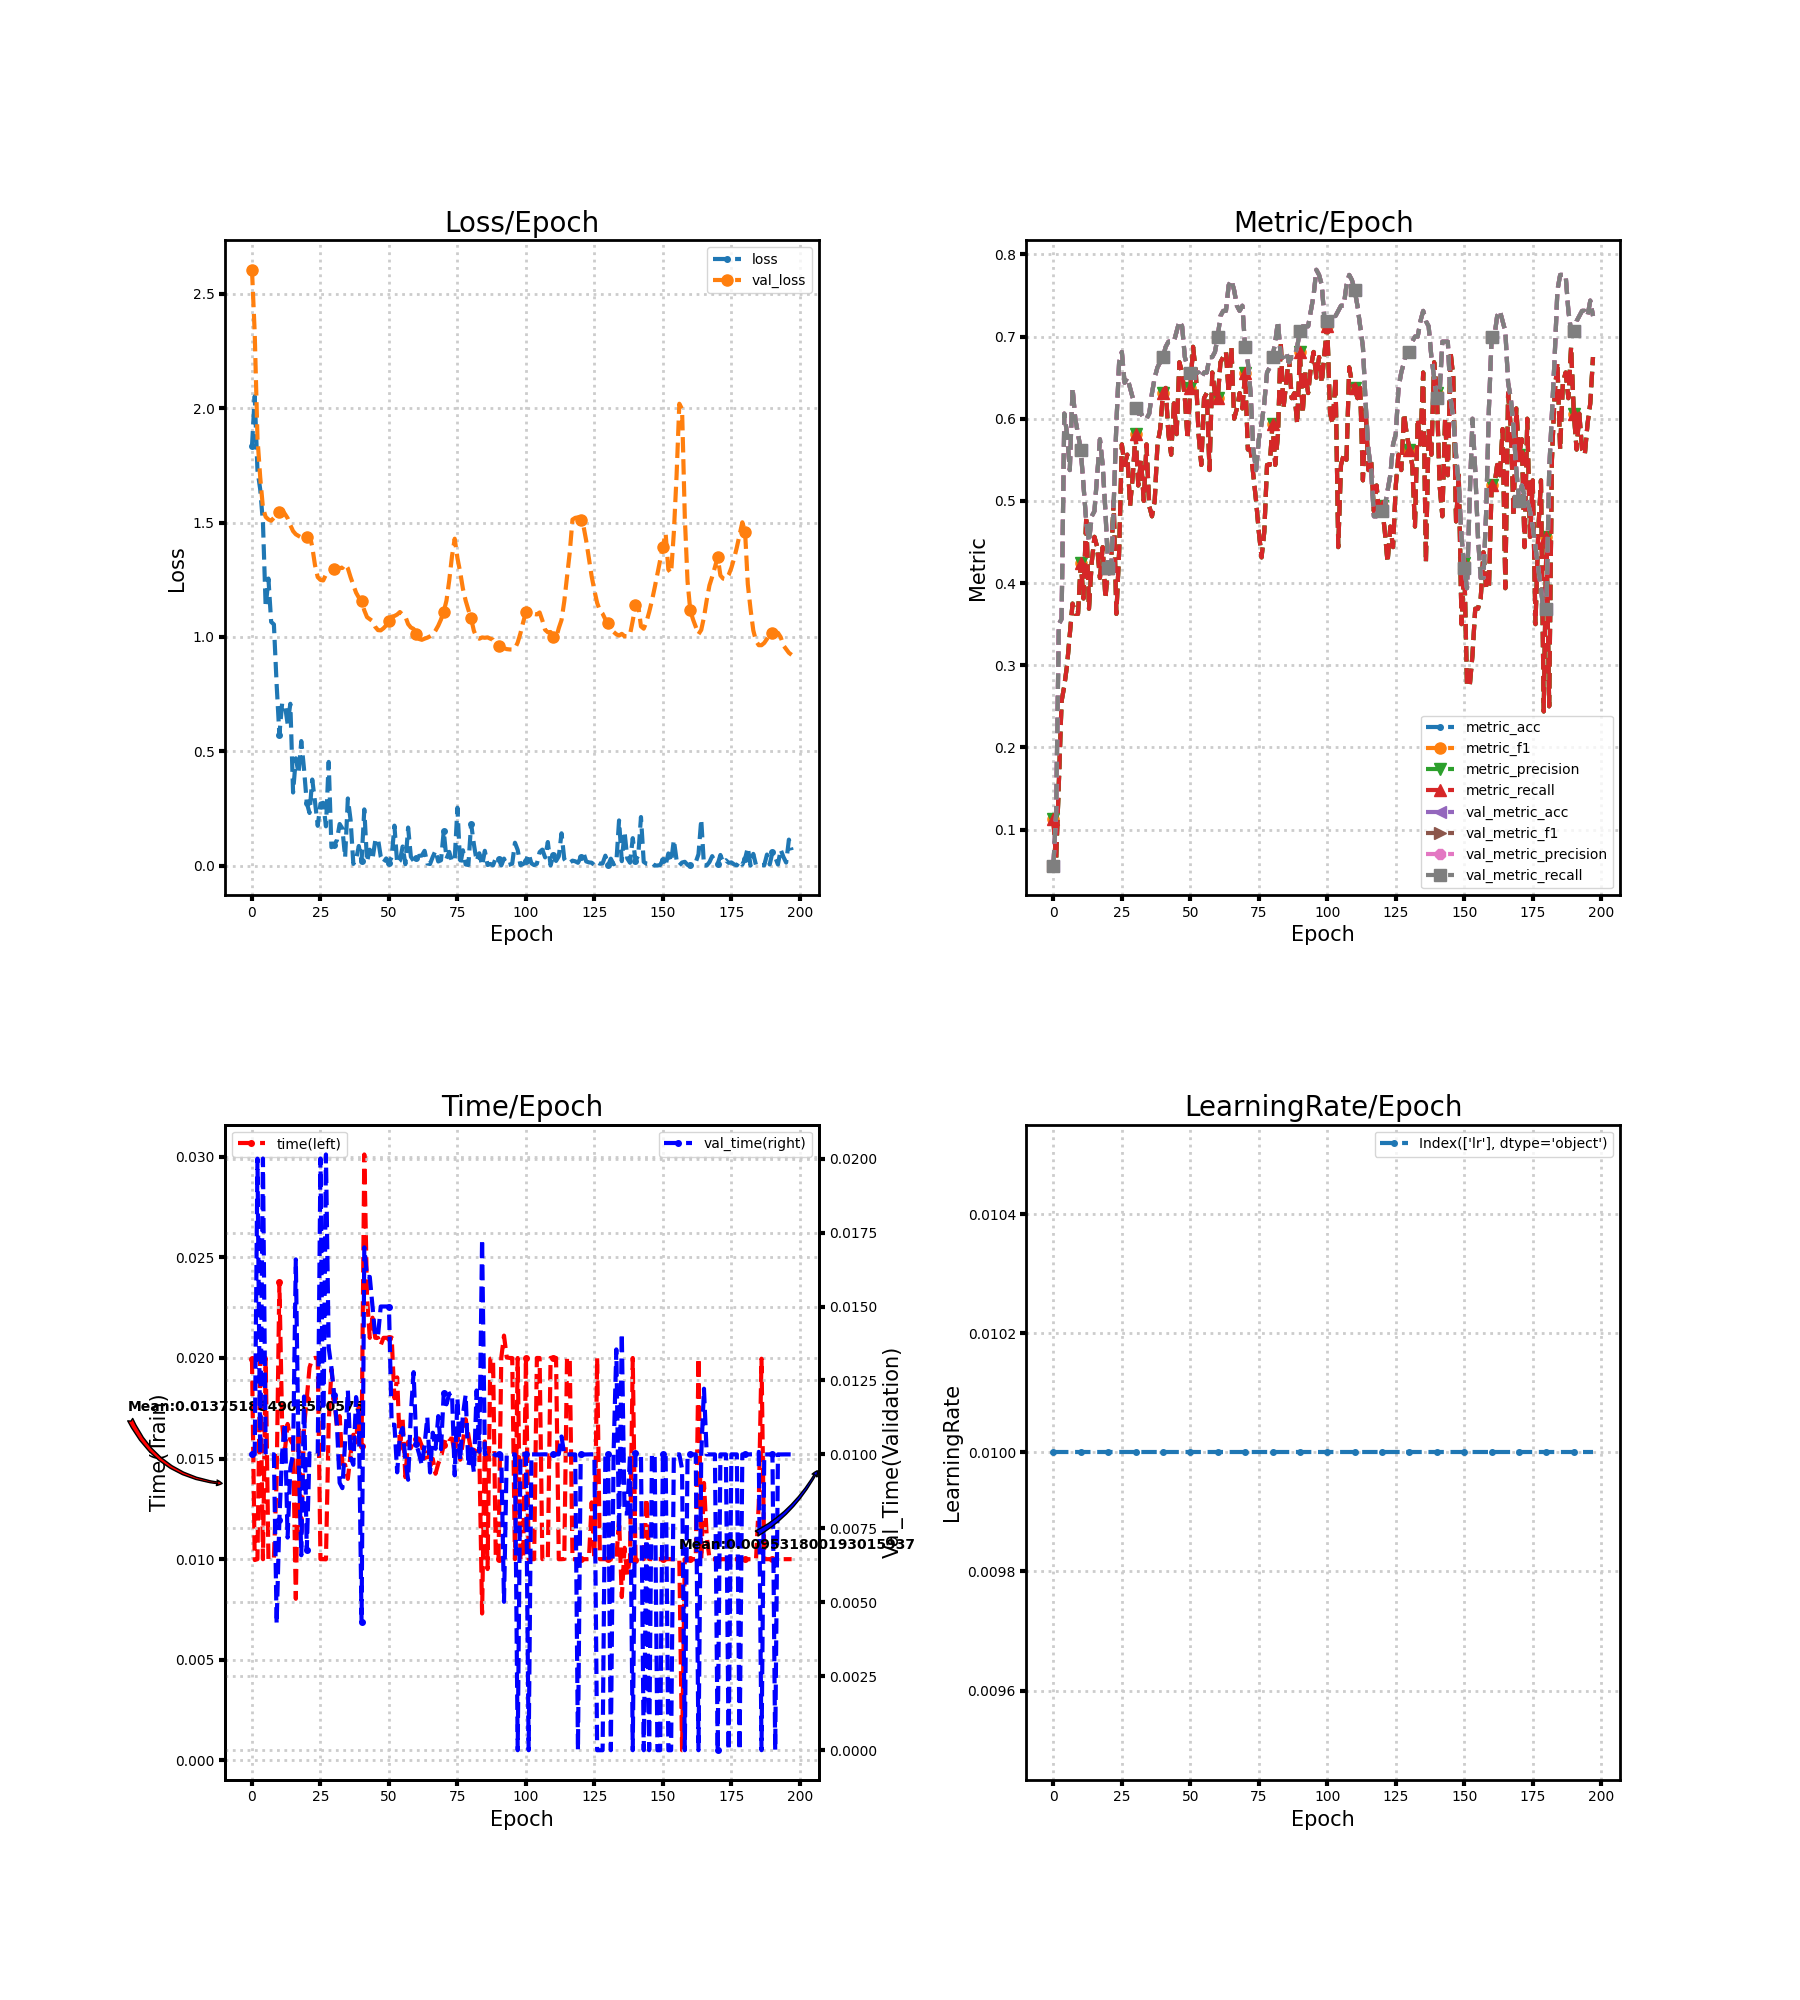 Loss/Epoch
loss
val_loss
2.5
2.0
1.5
1.0
0.5
0.0
Loss
0 25 50 75 100 125 150 175 200
Epoch
Metric/Epoch
0.8
0.7
0.6
0.5
0.4
0.3
0.2
0.1
Metric
metric_acc
metric_f1
metric_precision
metric_recall
val_metric_acc
val_metric_f1
val_metric_precision
val_metric_recall
0 25 50 75 100 125 150 175 200
Epoch
Time/Epoch
time(left)
val_time(right)
0.030
0.025
0.020
0.015
0.010
0.005
0.000
Time(Train)
0.0200
0.0175
0.0150
0.0125
0.0100
0.0075
0.0050
0.0025
0.0000
Val_Time(Validation)
Mean:0.009531800193015937
0 25 50 75 100 125 150 175 200
Epoch
LearningRate/Epoch
Index(['lr'], dtype='object')
0.0104
0.0102
0.0100
0.0098
0.0096
LearningRate
0 25 50 75 100 125 150 175 200
Epoch